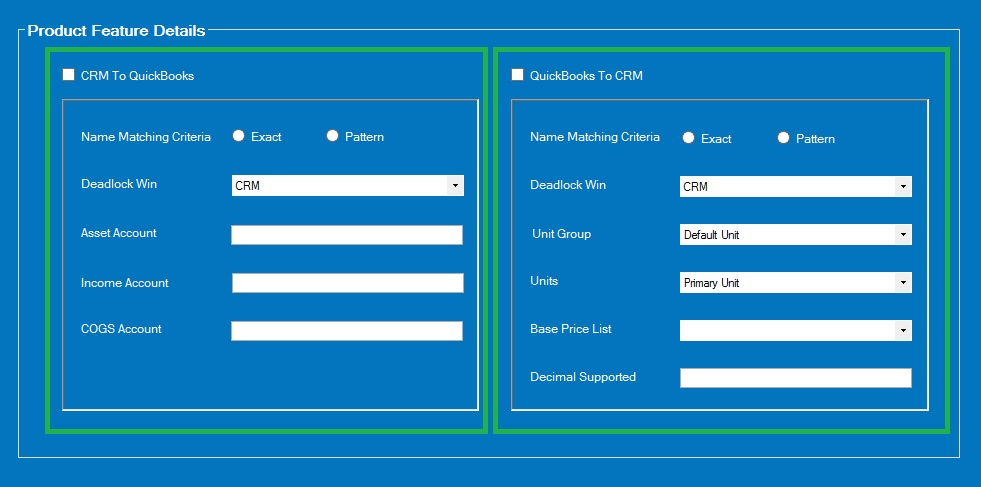 Product Feature Details
CRM To QuickBooks
Name Matching Criteria Exact Pattern
Deadlock Win CRM
Asset Account
Income Account
COGS Account
QuickBooks To CRM
Name Matching Criteria Exact Pattern
Deadlock Win CRM
Unit Group Default Unit
Units Primary Unit
Base Price List
Decimal Supported